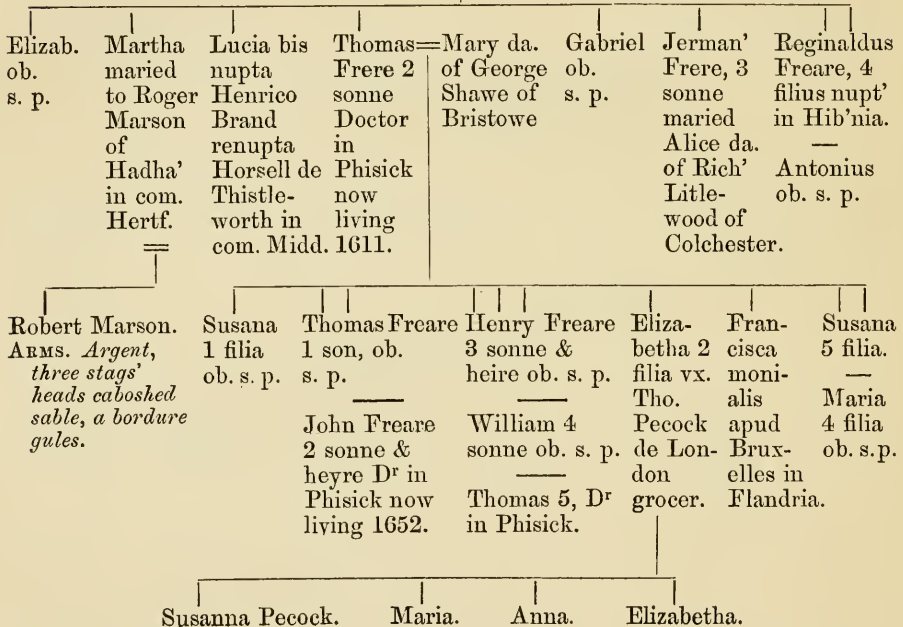 Elizab.
ob.
s. p.
Martha
maried
to Roger
Marson
of
Hadha'
in com.
Hertf.
Lucia bis
nupta
Henrico
Brand
renupta
Horsell de
Thistle-
worth in
com. Midd.
Thomas=
Frere 2
sonne
Doctor
in
Phisick
now
living
1611.
Mary da.
of George
Shawe of
Bristowe
Gabriel
ob.
s. p.
Jerman'
Frere, 3
sonne
maried
Alice da.
of Rich'
Litle-
wood of
Colchester.
Reginaldus
Freare, 4
filius nupt'
in Hib'nia.
—
Antonius
ob. s. p.
Robert Marson.
ARMS. Argent,
three stags'
heads caboshed
sable, a bordure
gules.
Susana
1 filia
ob. s. p.
Thomas Freare
1 son, ob.
s. p.
—
John Freare
2 sonne &
heyre Dr in
Phisick now
living 1652.
Henry Freare
3 sonne &
heire ob. s. p.
—
William 4
sonne ob. s. p.
—
Thomas 5, Dr
in Phisick.
Eliza-
betha 2
filia vx.
Tho.
Pecock
de Lon-
don
grocer.
Fran-
cisca
moni-
alis
apud
Brux-
elles in
Flandria.
Susana
5 filia.
—
Maria
4 filia
ob. s.p.
Susanna Pecock.
Maria.
Anna.
Elizabetha.